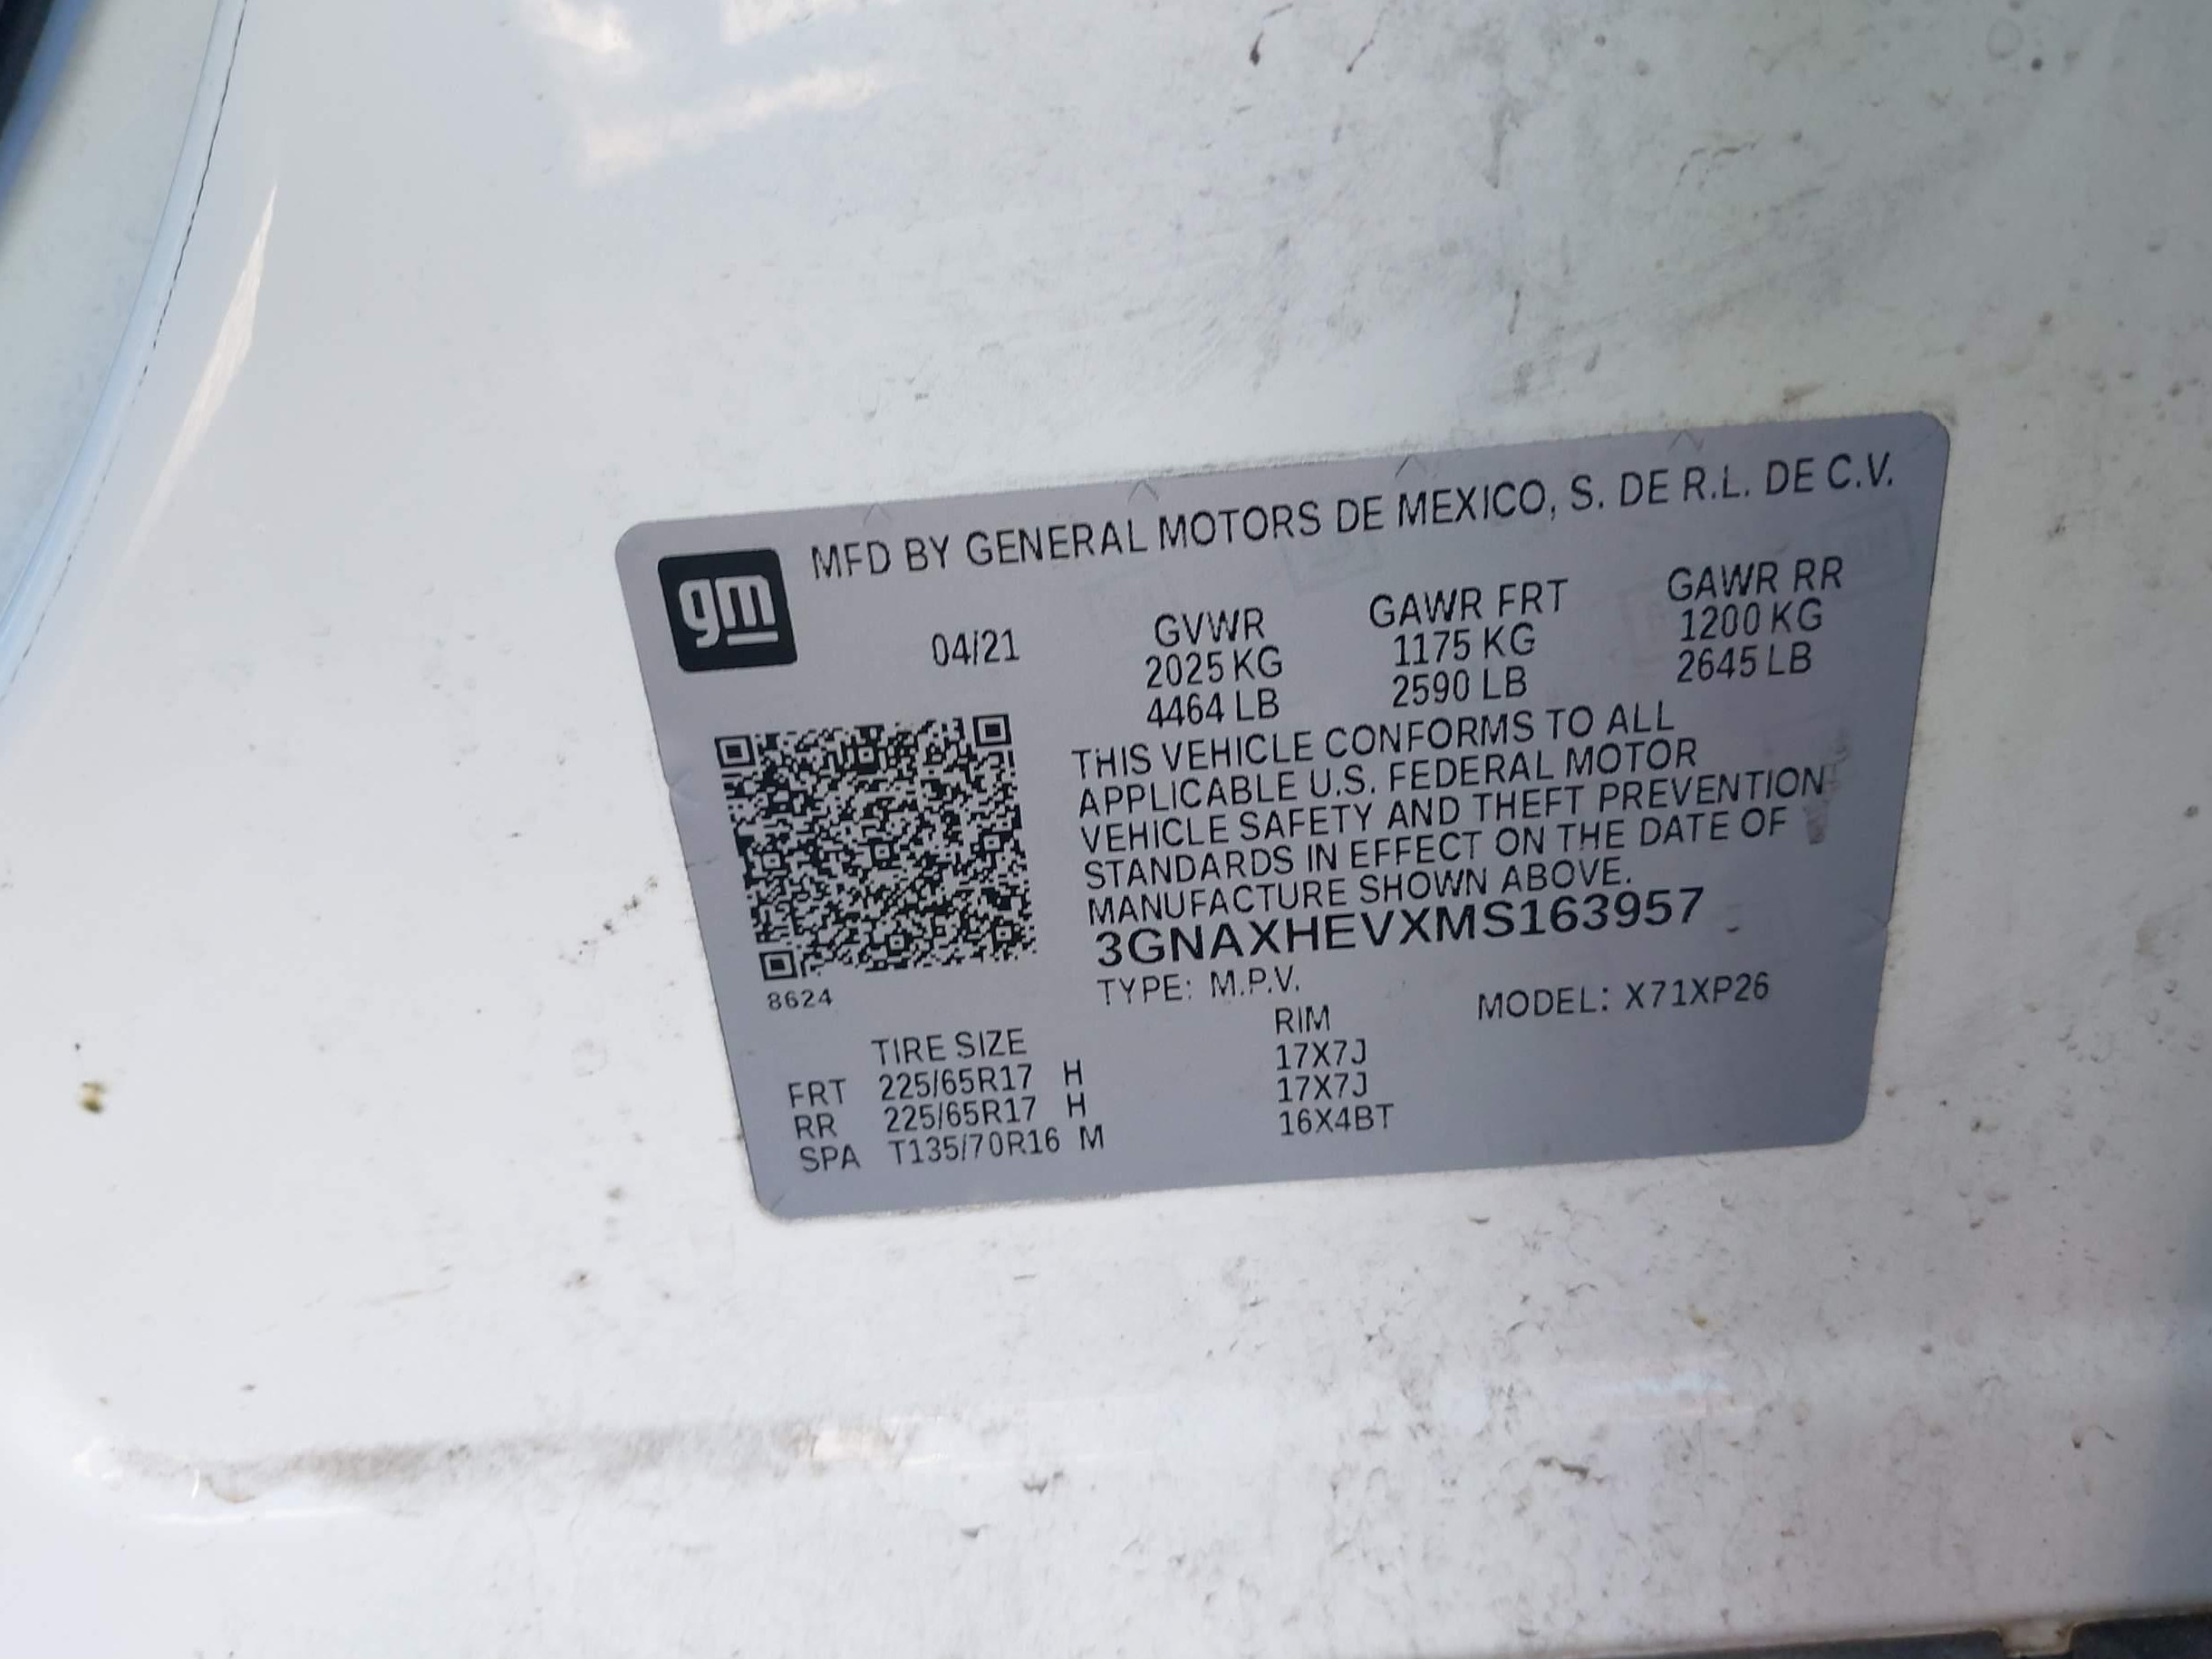 gm
MFD BY GENERAL MOTORS DE MEXICO, S. DE R.L. DE C.V.
04/21 GVWR GAWR FRT GAWR RR
2025 KG 1175 KG 1200 KG
4464 LB 2590 LB 2645 LB
THIS VEHICLE CONFORMS TO ALL
APPLICABLE U.S. FEDERAL MOTOR
VEHICLE SAFETY AND THEFT PREVENTION
STANDARDS IN EFFECT ON THE DATE OF
MANUFACTURE SHOWN ABOVE.
3GNAXHEVXMS163957
8624
TYPE: M.P.V. MODEL: X71XP26
TIRE SIZE RIM
FRT 225/65R17 H 17X7J
RR 225/65R17 H 17X7J
SPA T135/70R16 M 16X4BT